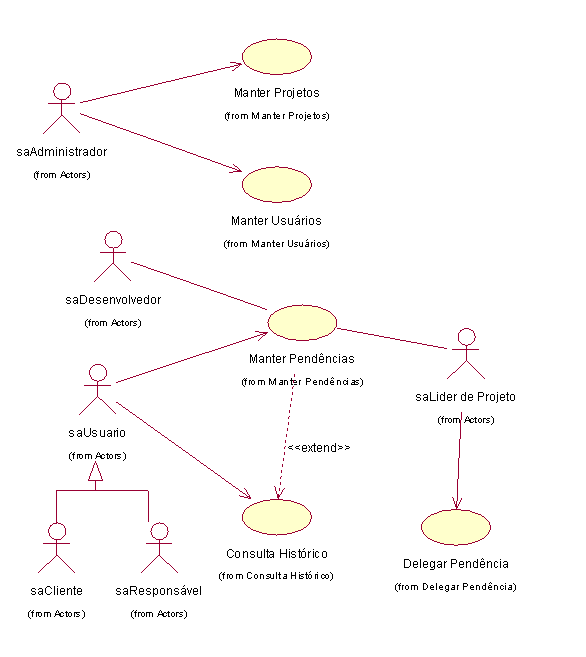 Manter Projetos
(from Manter Projetos)
saAdministrador
(from Actors)
Manter Usuários
(from Manter Usuários)
saDesenvolvedor
(from Actors)
Manter Pendências
(from Manter Pendências)
saLider de Projeto
(from Actors)
saUsuario
(from Actors)
<<extend>>
Consulta Histórico
(from Consulta Histórico)
Delegar Pendência
(from Delegar Pendência)
saCliente
(from Actors)
saResponsável
(from Actors)